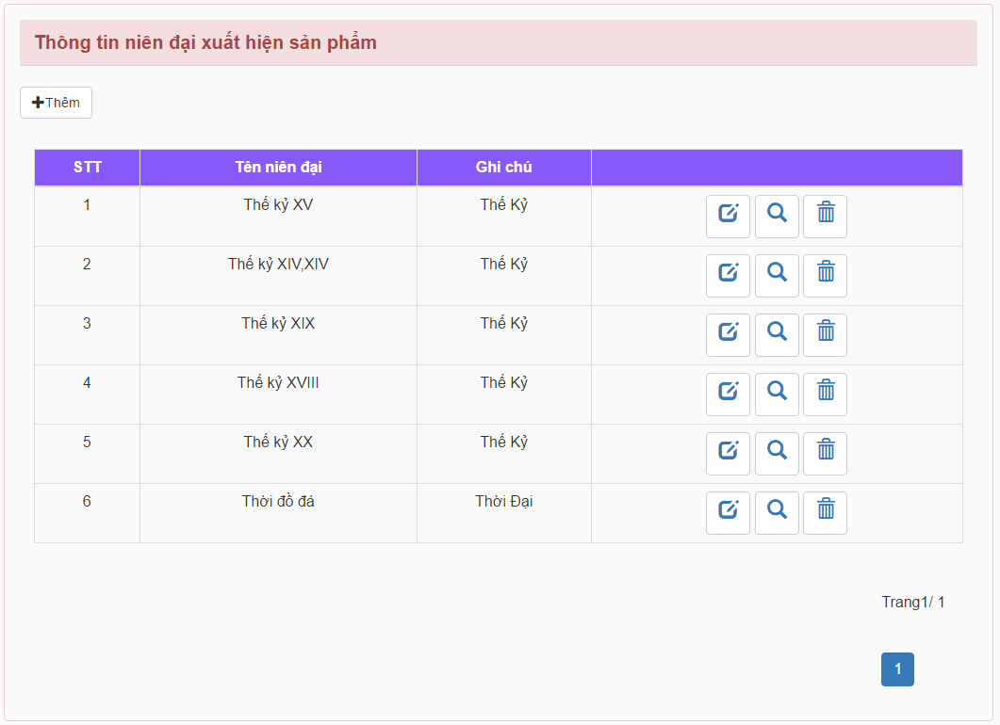 Thông tin niên đại xuất hiện sản phẩm
Thêm
STT Tên niên đại Ghi chú
1 Thế kỷ XV Thế Kỷ
2 Thế kỷ XIV,XIV Thế Kỷ
3 Thế kỷ XIX Thế Kỷ
4 Thế kỷ XVIII Thế Kỷ
5 Thế kỷ XX Thế Kỷ
6 Thời đồ đá Thời Đại
Trang1/ 1
1